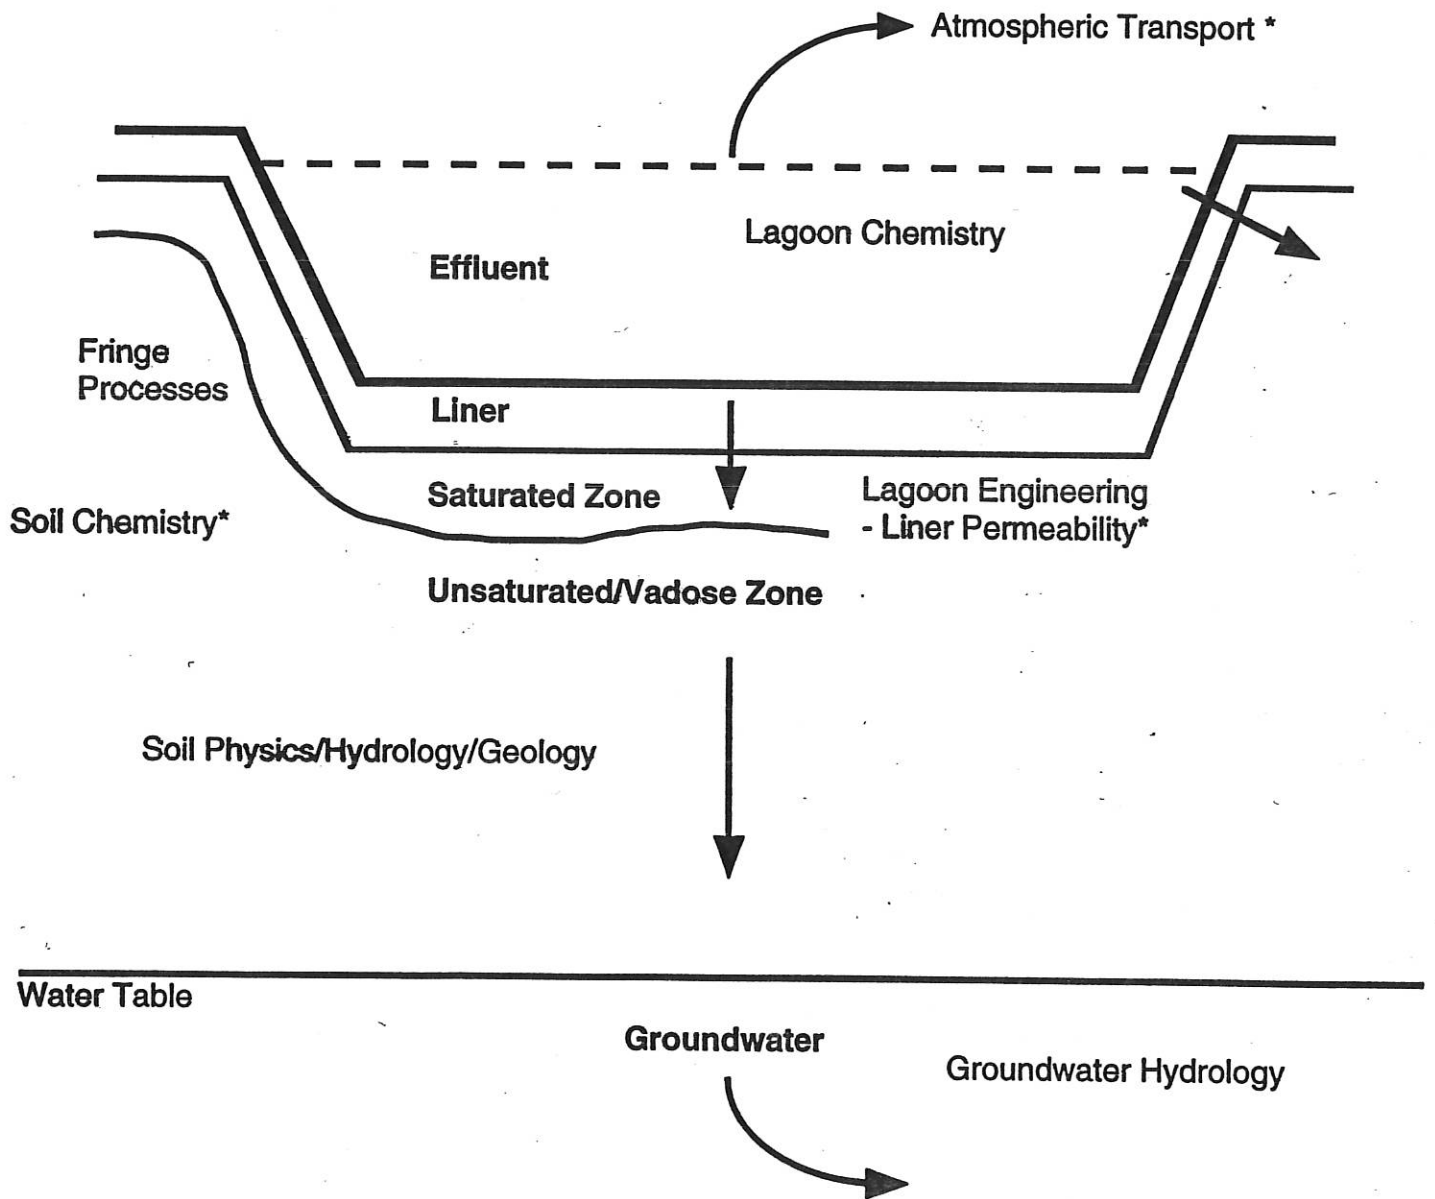 Atmospheric Transport *
Lagoon Chemistry
Effluent
Fringe
Processes
Liner
Saturated Zone
Lagoon Engineering
- Liner Permeability*
Soil Chemistry*
Unsaturated/Vadose Zone
Soil Physics/Hydrology/Geology
Water Table
Groundwater
Groundwater Hydrology